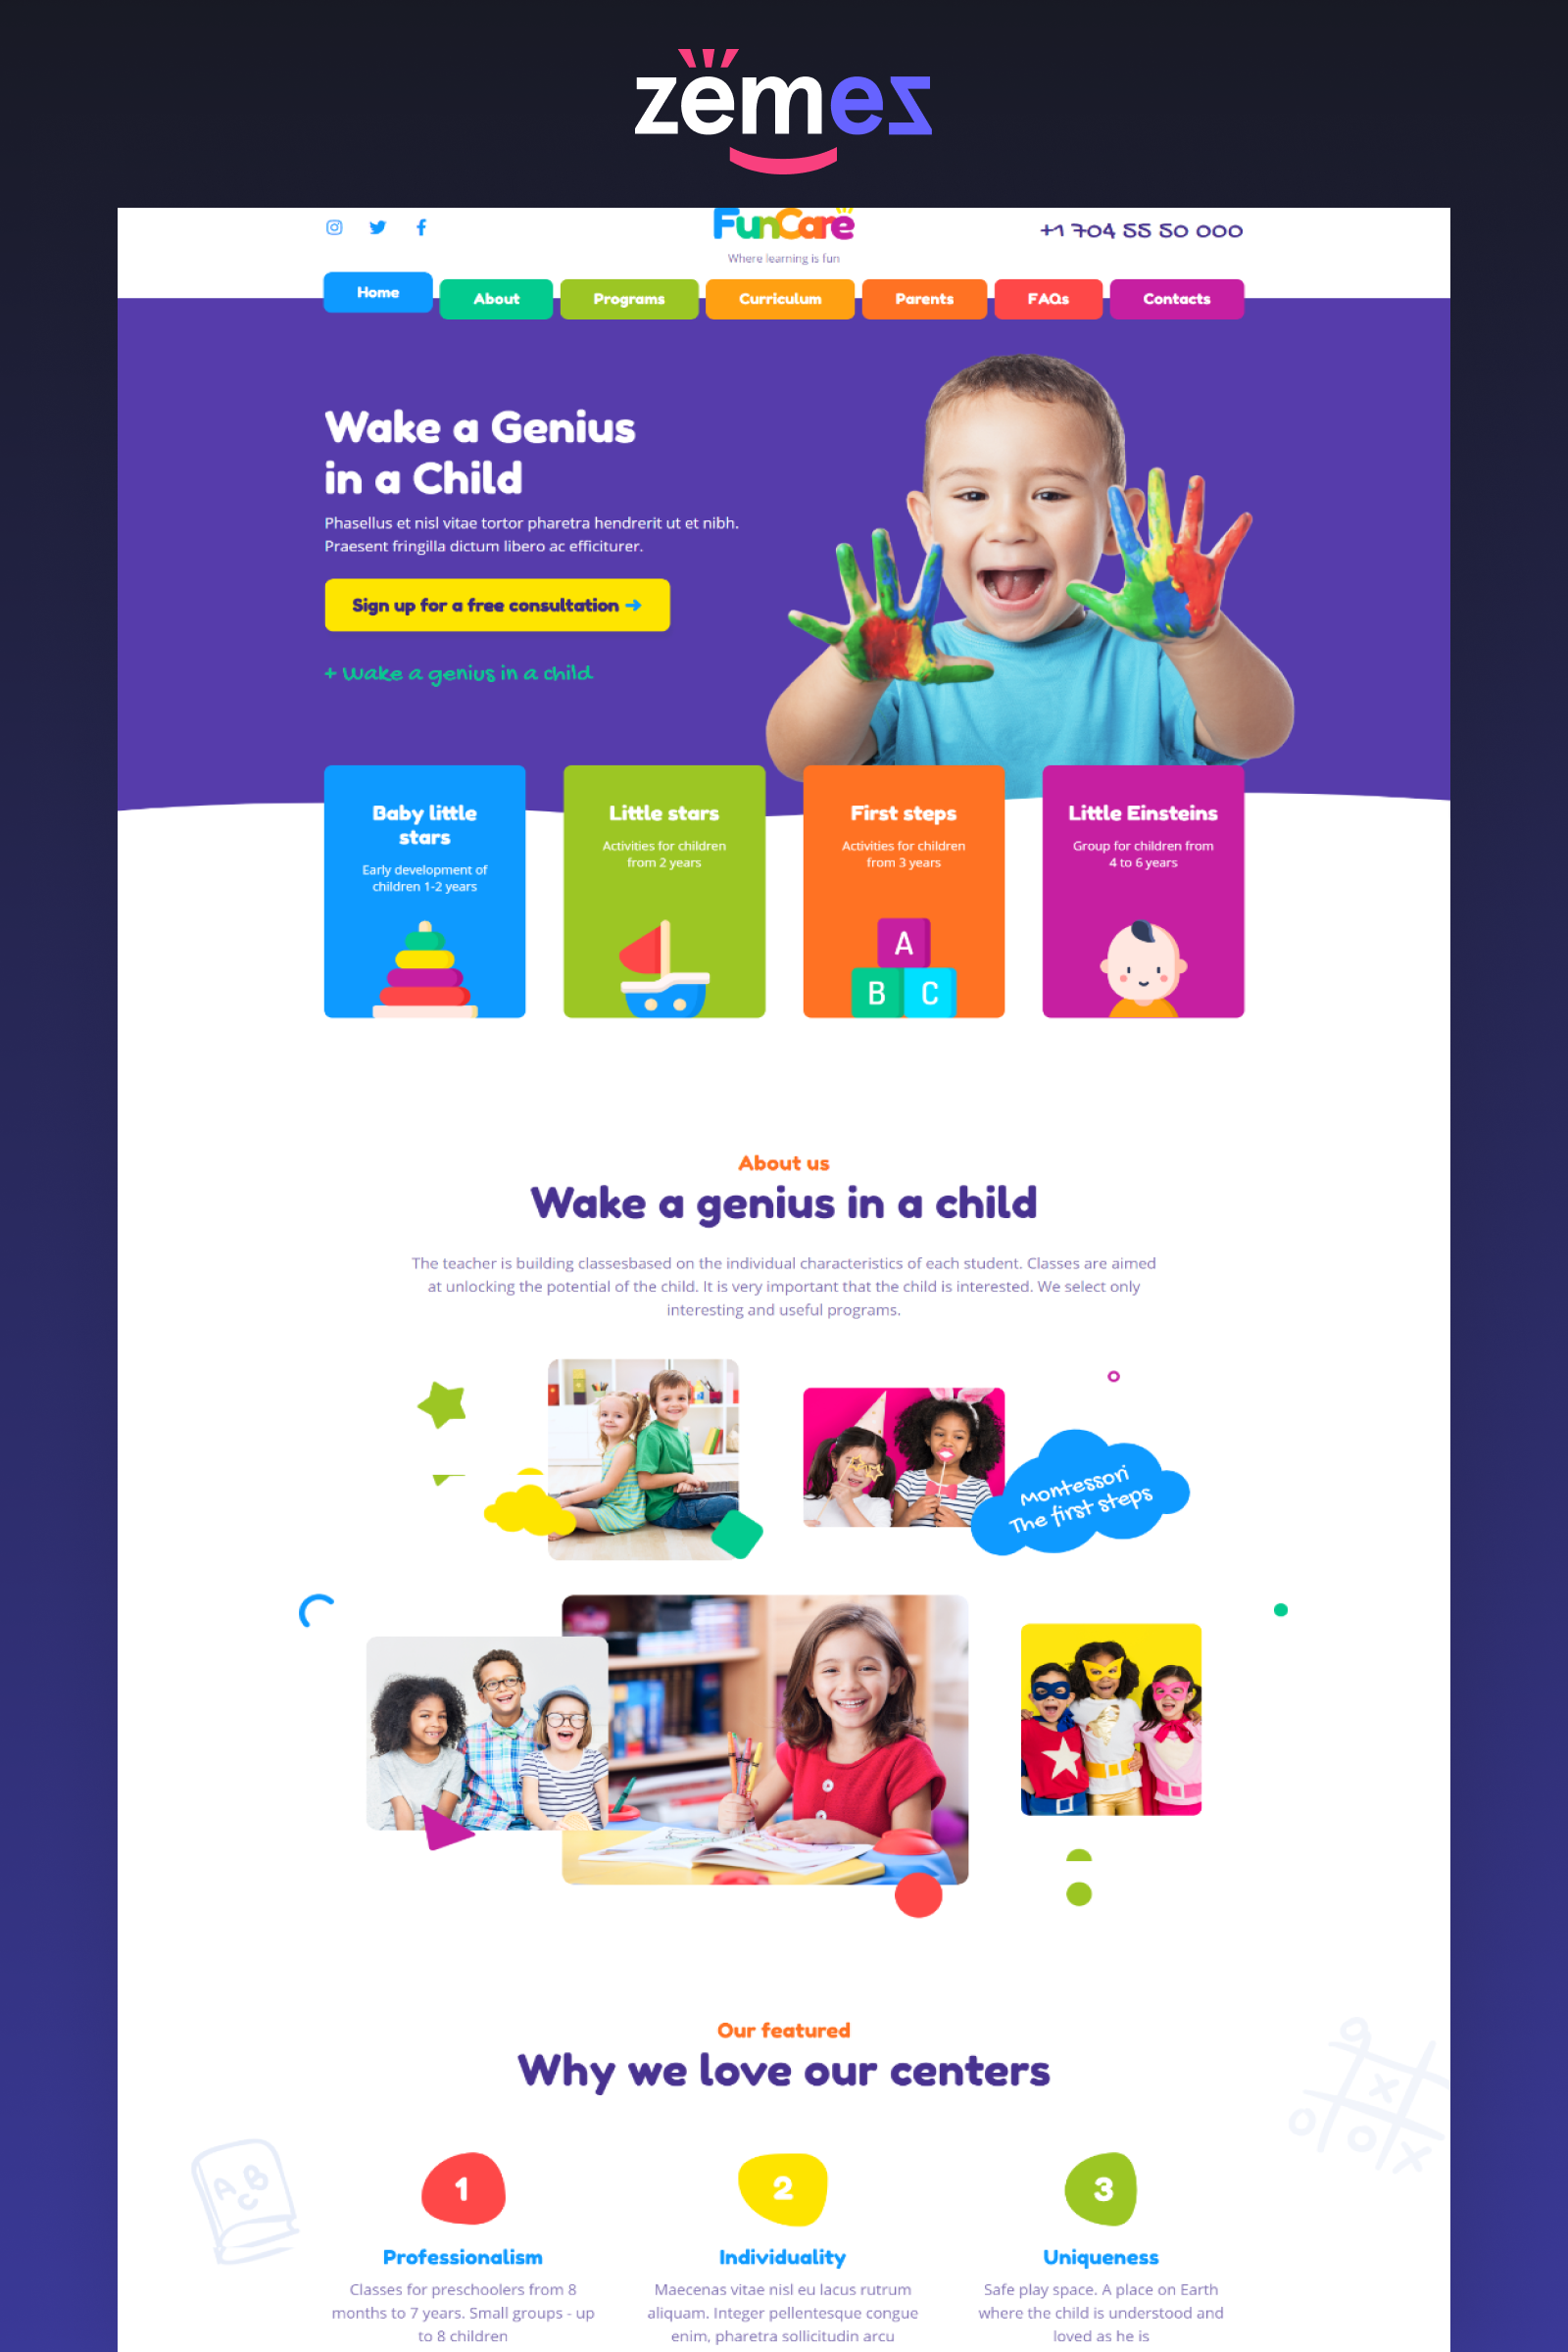 zemez
FunCare
Where learning is fun
+1 704 55 50 000
Home
About
Programs
Curriculum
Parents
FAQs
Contacts
Wake a Genius
in a Child
Phasellus et nisl vitae tortor pharetra hendrerit ut et nibh.
Praesent fringilla dictum libero ac efficiturer.
Sign up for a free consultation →
+ Wake a genius in a child
Baby little
stars
Early development of
children 1-2 years
Little stars
Activities for children
from 2 years
First steps
Activities for children
from 3 years
A
B C
Little Einsteins
Group for children from
4 to 6 years
About us
Wake a genius in a child
The teacher is building classesbased on the individual characteristics of each student. Classes are aimed
at unlocking the potential of the child. It is very important that the child is interested. We select only
interesting and useful programs.
Montessori
The first steps
Our featured
Why we love our centers
A B
C
1
Professionalism
Classes for preschoolers from 8
months to 7 years. Small groups - up
to 8 children
2
Individuality
Maecenas vitae nisl eu lacus rutrum
aliquam. Integer pellentesque congue
enim, pharetra sollicitudin arcu
3
Uniqueness
Safe play space. A place on Earth
where the child is understood and
loved as he is